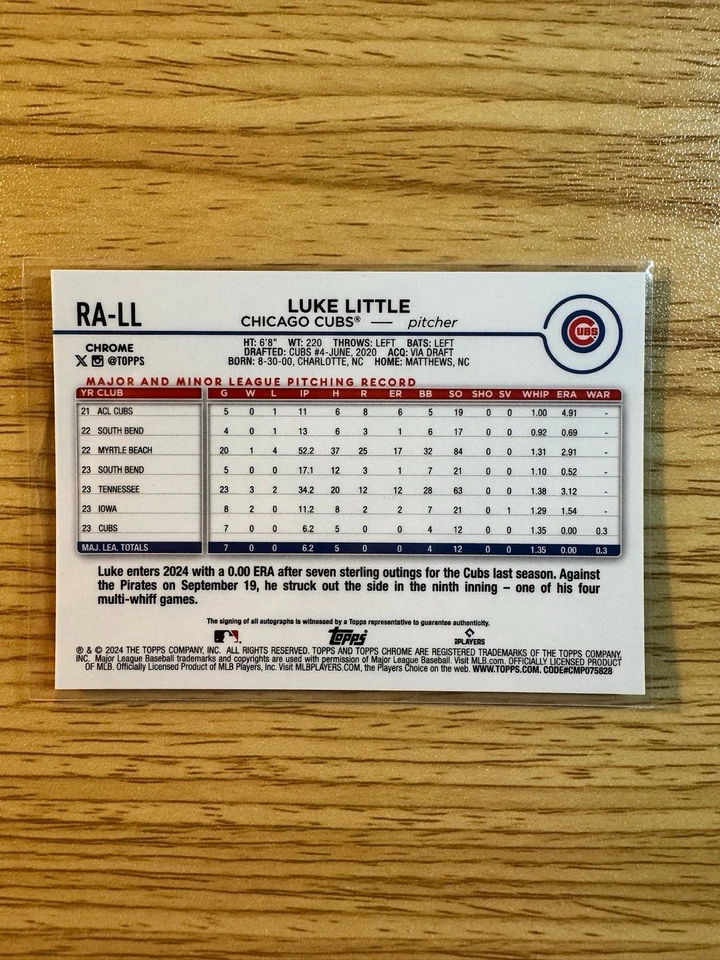 RA-LL
LUKE LITTLE
CHICAGO CUBS® — pitcher
CUBS
CHROME
@TOPPS
HT: 6'8" WT: 220 THROWS: LEFT BATS: LEFT
DRAFTED: CUBS #4-JUNE, 2020 ACQ: VIA DRAFT
BORN: 8-30-00, CHARLOTTE, NC HOME: MATTHEWS, NC
MAJOR AND MINOR LEAGUE PITCHING RECORD
YR CLUB G W L IP H R ER BB SO SHO SV WHIP ERA WAR
21 ACL CUBS 5 0 1 11 6 8 6 5 19 0 0 1.00 4.91 -
22 SOUTH BEND 4 0 1 13 6 3 1 6 17 0 0 0.92 0.69 -
22 MYRTLE BEACH 20 1 4 52.2 37 25 17 32 84 0 0 1.31 2.91 -
23 SOUTH BEND 5 0 0 17.1 12 3 1 7 21 0 0 1.10 0.52 -
23 TENNESSEE 23 3 2 34.2 20 12 12 28 63 0 0 1.38 3.12 -
23 IOWA 8 2 0 11.2 8 2 2 7 21 0 1 1.29 1.54 -
23 CUBS 7 0 0 6.2 5 0 0 4 12 0 0 1.35 0.00 0.3
MAJ. LEA. TOTALS 7 0 0 6.2 5 0 0 4 12 0 0 1.35 0.00 0.3
Luke enters 2024 with a 0.00 ERA after seven sterling outings for the Cubs last season. Against
the Pirates on September 19, he struck out the side in the ninth inning – one of his four
multi-whiff games.
The signing of all autographs is witnessed by a Topps representative to guarantee authenticity.
topps
PLAYERS
® & © 2024 THE TOPPS COMPANY, INC. ALL RIGHTS RESERVED. TOPPS AND TOPPS CHROME ARE REGISTERED TRADEMARKS OF THE TOPPS COMPANY,
INC. Major League Baseball trademarks and copyrights are used with permission of Major League Baseball. Visit MLB.com. OFFICIALLY LICENSED PRODUCT
OF MLB. Officially Licensed Product of MLB Players, Inc. Visit MLBPLAYERS.COM, the Players Choice on the web. WWW.TOPPS.COM. CODE#CMP075828